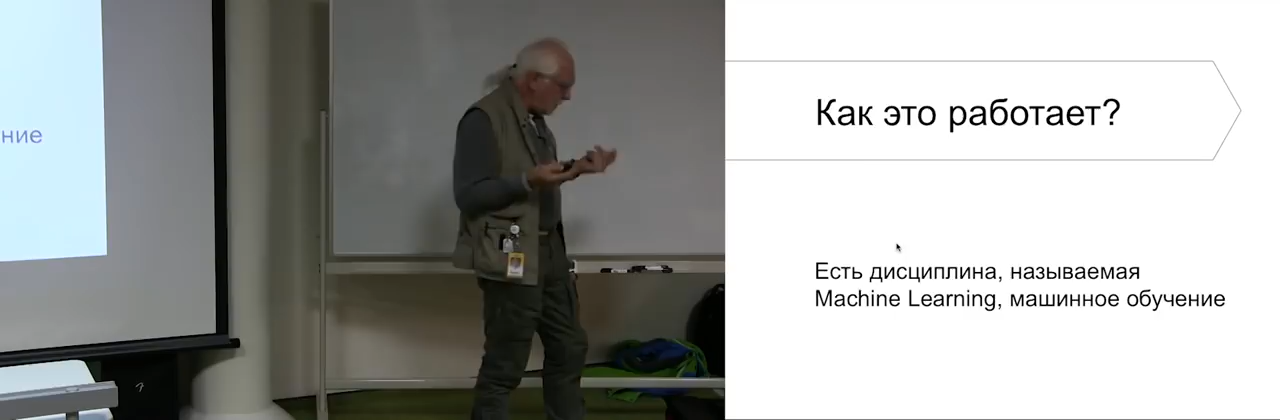 ние
Как это работает?
Есть дисциплина, называемая
Machine Learning, машинное обучение